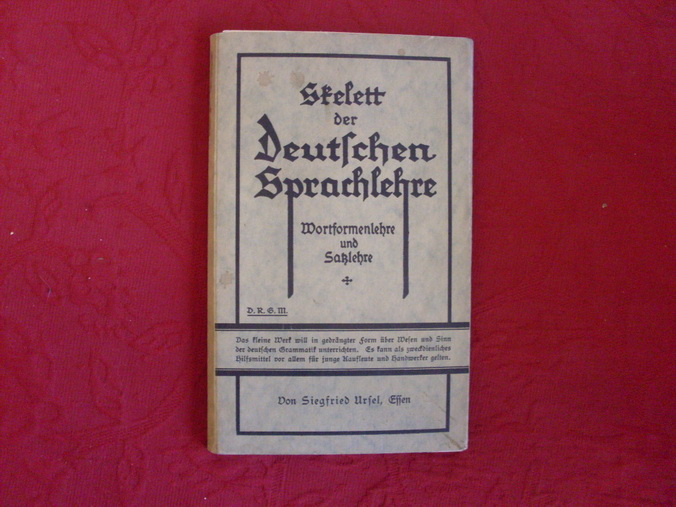 Skelett
der
Deutschen
Sprachlehre
Wortformenlehre
und
Satzlehre
D. R. G. M.
Das kleine Werk will in gedrängter Form über Wesen und Sinn
der deutschen Grammatik unterrichten. Es kann als zweckdienliches
Hilfsmittel vor allem für junge Kaufleute und Handwerker gelten.
Von Siegfried Ursel, Essen